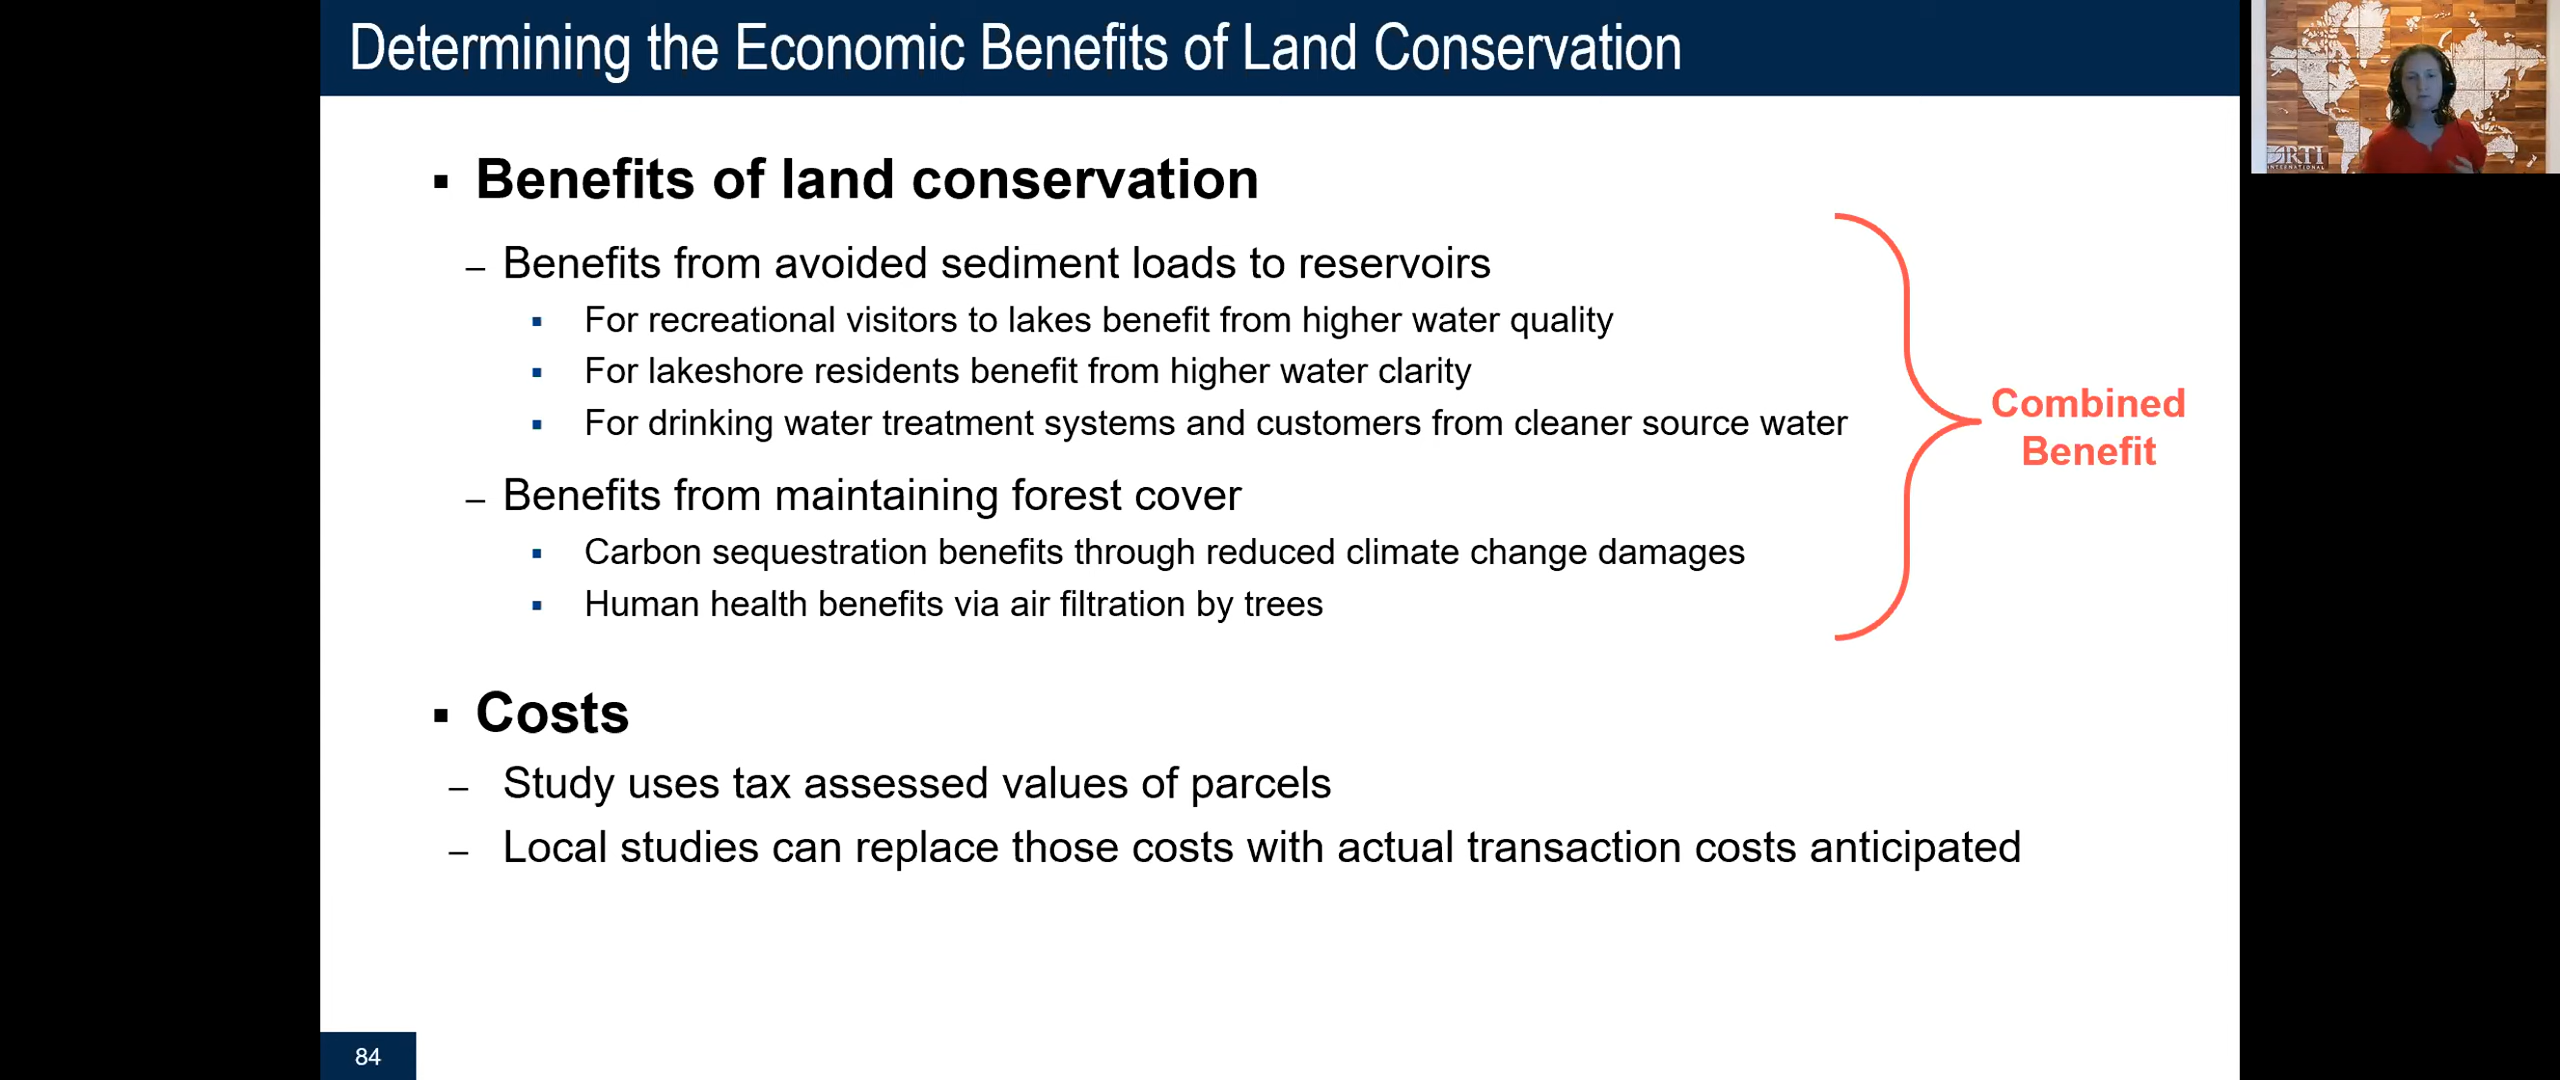 Determining the Economic Benefits of Land Conservation
▪ Benefits of land conservation
– Benefits from avoided sediment loads to reservoirs
▪ For recreational visitors to lakes benefit from higher water quality
▪ For lakeshore residents benefit from higher water clarity
▪ For drinking water treatment systems and customers from cleaner source water
– Benefits from maintaining forest cover
▪ Carbon sequestration benefits through reduced climate change damages
▪ Human health benefits via air filtration by trees
Combined
Benefit
▪ Costs
– Study uses tax assessed values of parcels
– Local studies can replace those costs with actual transaction costs anticipated
84
RTI
INTERNATIONAL